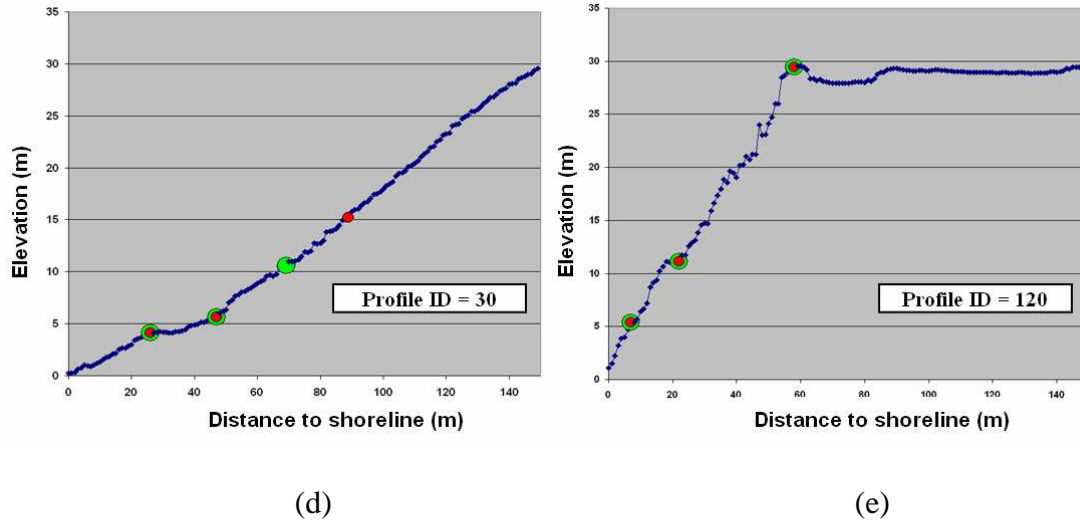 35
30
25
20
15
10
5
0
Elevation (m)
Profile ID = 30
0 20 40 60 80 100 120 140
Distance to shoreline (m)
(d)
35
30
25
20
15
10
5
0
Elevation (m)
Profile ID = 120
0 20 40 60 80 100 120 140
Distance to shoreline (m)
(e)